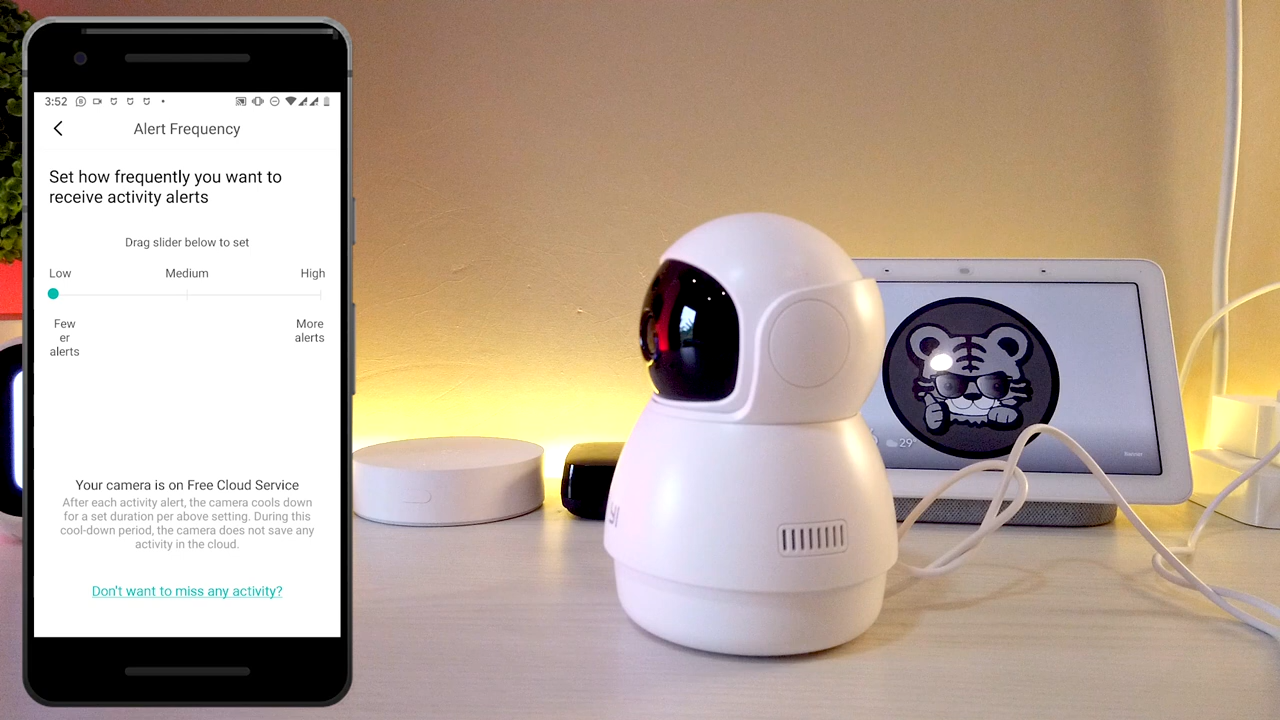 3:52
Alert Frequency
Set how frequently you want to
receive activity alerts
Drag slider below to set
Low Medium High
Few
er
alerts
More
alerts
Your camera is on Free Cloud Service
After each activity alert, the camera cools down
for a set duration per above setting. During this
cool-down period, the camera does not save any
activity in the cloud.
Don't want to miss any activity?
YI
29°